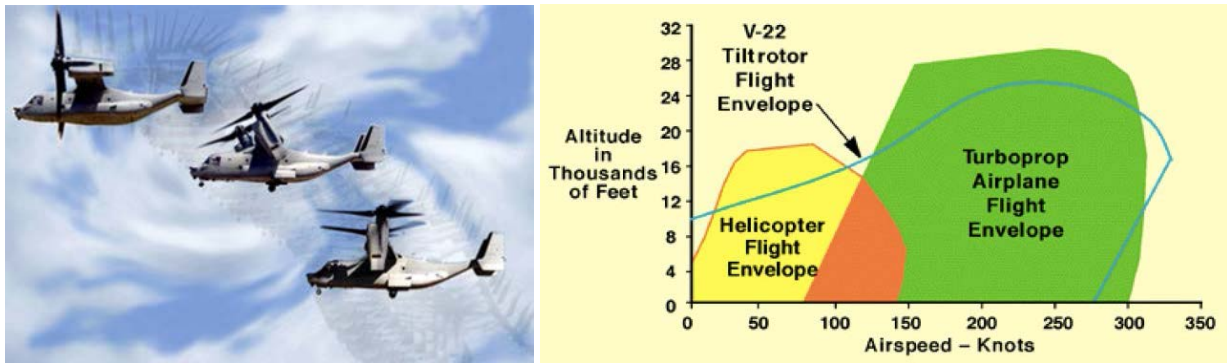 32
28
24
20
16
12
8
4
0
Altitude
in
Thousands
of Feet
V-22
Tiltrotor
Flight
Envelope
Helicopter
Flight
Envelope
Turboprop
Airplane
Flight
Envelope
0 50 100 150 200 250 300 350
Airspeed – Knots